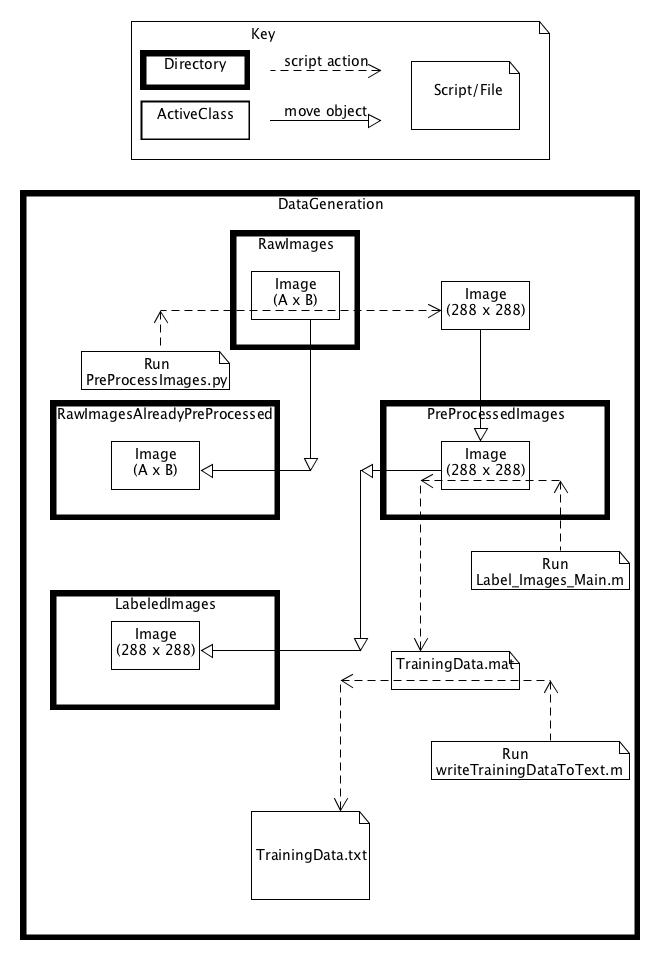 Key
Directory
script action
Script/File
ActiveClass
move object
DataGeneration
RawImages
Image
(A x B)
Image
(288 x 288)
Run
PreProcessImages.py
RawImagesAlreadyPreProcessed
Image
(A x B)
PreProcessedImages
Image
(288 x 288)
Run
Label_Images_Main.m
LabeledImages
Image
(288 x 288)
TrainingData.mat
Run
writeTrainingDataToText.m
TrainingData.txt